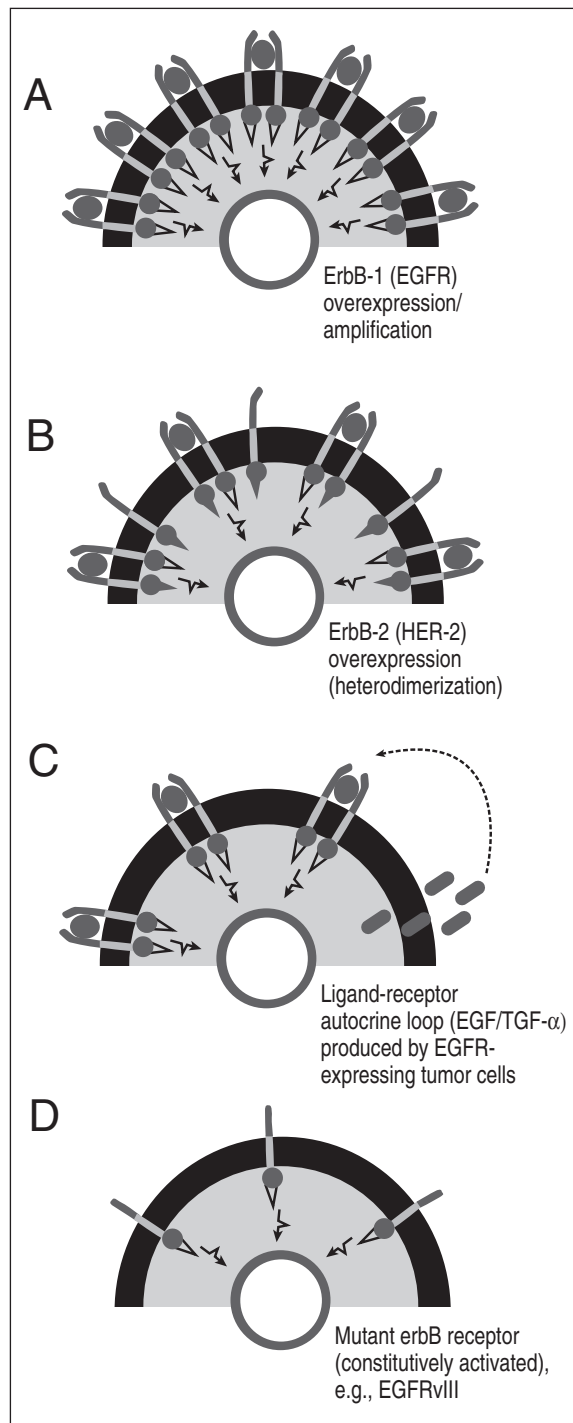 A
ErbB-1 (EGFR)
overexpression/
amplification
B
ErbB-2 (HER-2)
overexpression
(heterodimerization)
C
Ligand-receptor
autocrine loop (EGF/TGF-α)
produced by EGFR-
expressing tumor cells
D
Mutant erbB receptor
(constitutively activated),
e.g., EGFRvIII